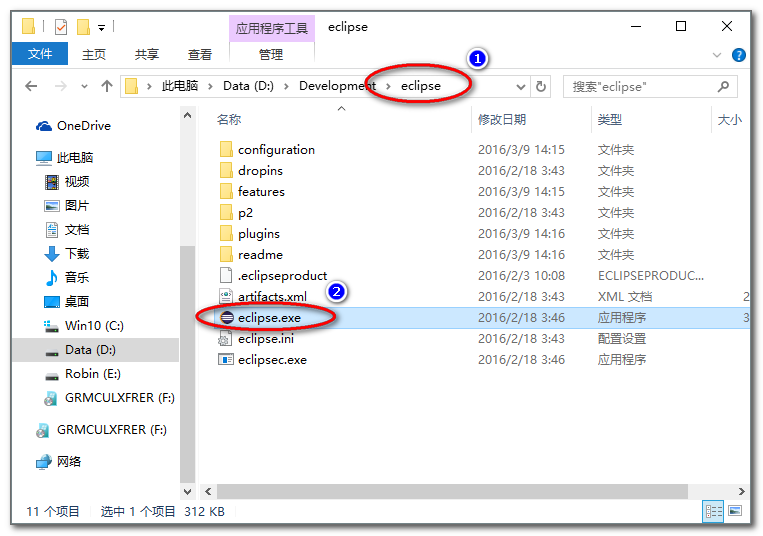 应用程序工具 eclipse
文件 主页 共享 查看 管理
1
此电脑 Data (D:) Development eclipse 搜索"eclipse"
名称 修改日期 类型 大小
OneDrive
此电脑
视频
图片
文档
下载
音乐
桌面
Win10 (C:)
Data (D:)
Robin (E:)
GRMCULXFRER (F:)
GRMCULXFRER (F:)
网络
configuration 2016/3/9 14:15 文件夹
dropins 2016/2/18 3:43 文件夹
features 2016/3/9 14:15 文件夹
p2 2016/2/18 3:43 文件夹
plugins 2016/3/9 14:16 文件夹
readme 2016/3/9 14:16 文件夹
.eclipseproduct 2016/2/3 10:08 ECLIPSEPRODUC...
2
artifacts.xml 2016/2/18 3:43 XML 文档 2
eclipse.exe 2016/2/18 3:46 应用程序 3
eclipse.ini 2016/2/18 3:43 配置设置
eclipsec.exe 2016/2/18 3:46 应用程序
11 个项目 选中 1 个项目 312 KB